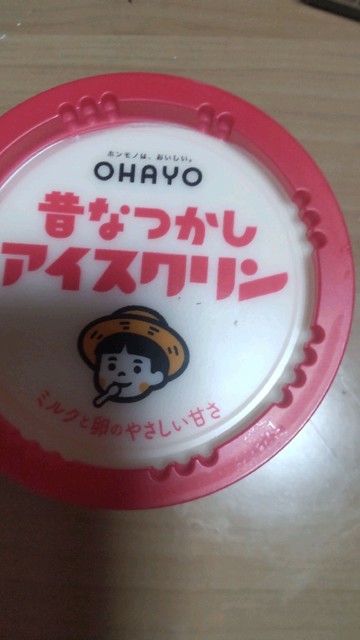 ホンモノは、おいしい。
OHAYO
昔なつかし
アイスクリン
ミルクと卵のやさしい甘さ